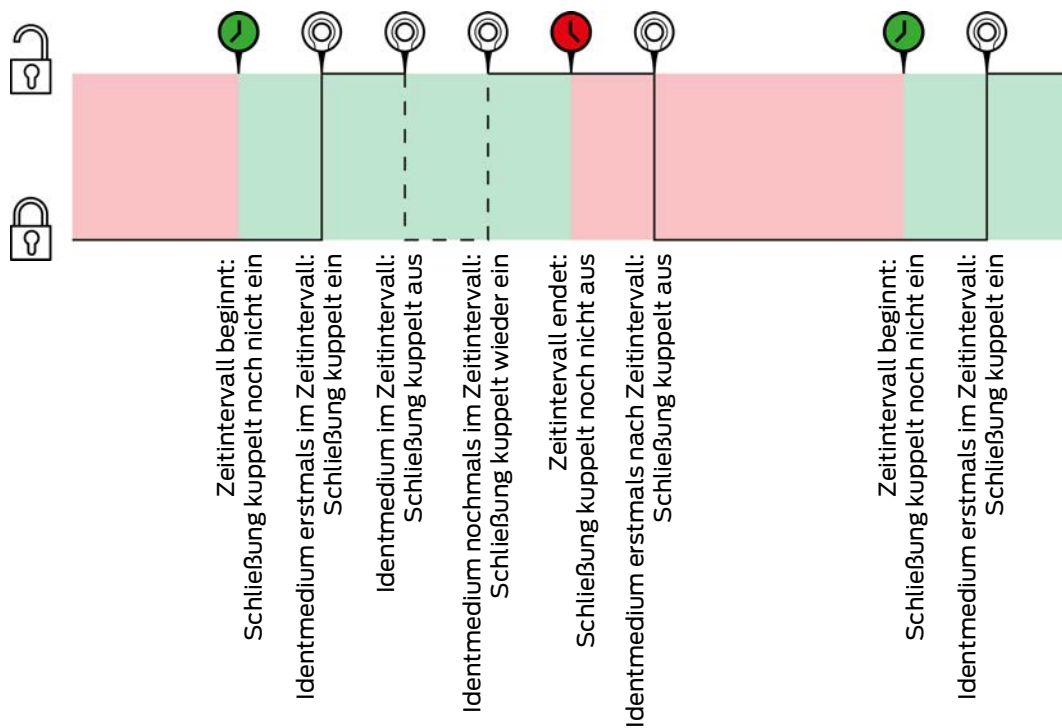 Zeitintervall beginnt:
Schließung kuppelt noch nicht ein
Identmedium erstmals im Zeitintervall:
Schließung kuppelt ein
Identmedium im Zeitintervall:
Schließung kuppelt aus
Identmedium nochmals im Zeitintervall:
Schließung kuppelt wieder ein
Zeitintervall endet:
Schließung kuppelt noch nicht aus
Identmedium erstmals nach Zeitintervall:
Schließung kuppelt aus
Zeitintervall beginnt:
Schließung kuppelt noch nicht ein
Identmedium erstmals im Zeitintervall:
Schließung kuppelt ein